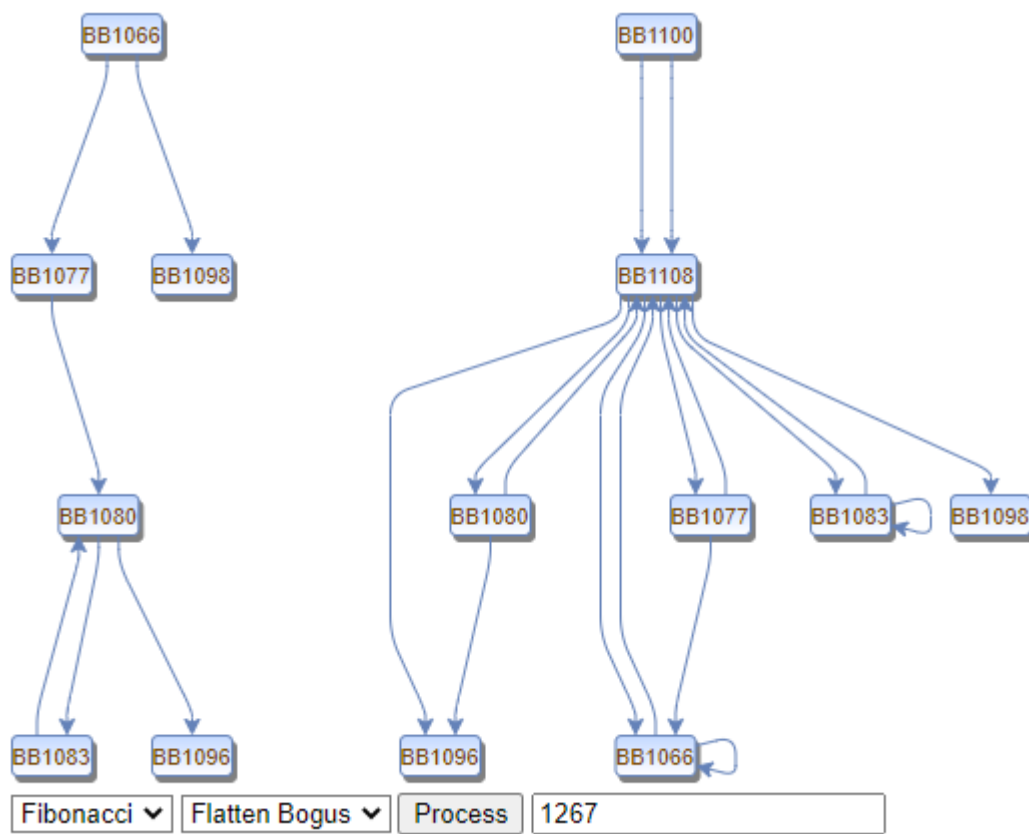 BB1066 BB1100
BB1077 BB1098 BB1108
BB1080 BB1080 BB1077 BB1083 BB1098
BB1083 BB1096 BB1096 BB1066
Fibonacci Flatten Bogus Process 1267